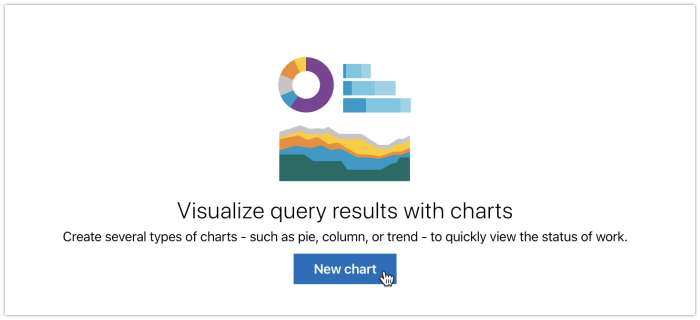 Visualize query results with charts
Create several types of charts - such as pie, column, or trend - to quickly view the status of work.
New chart